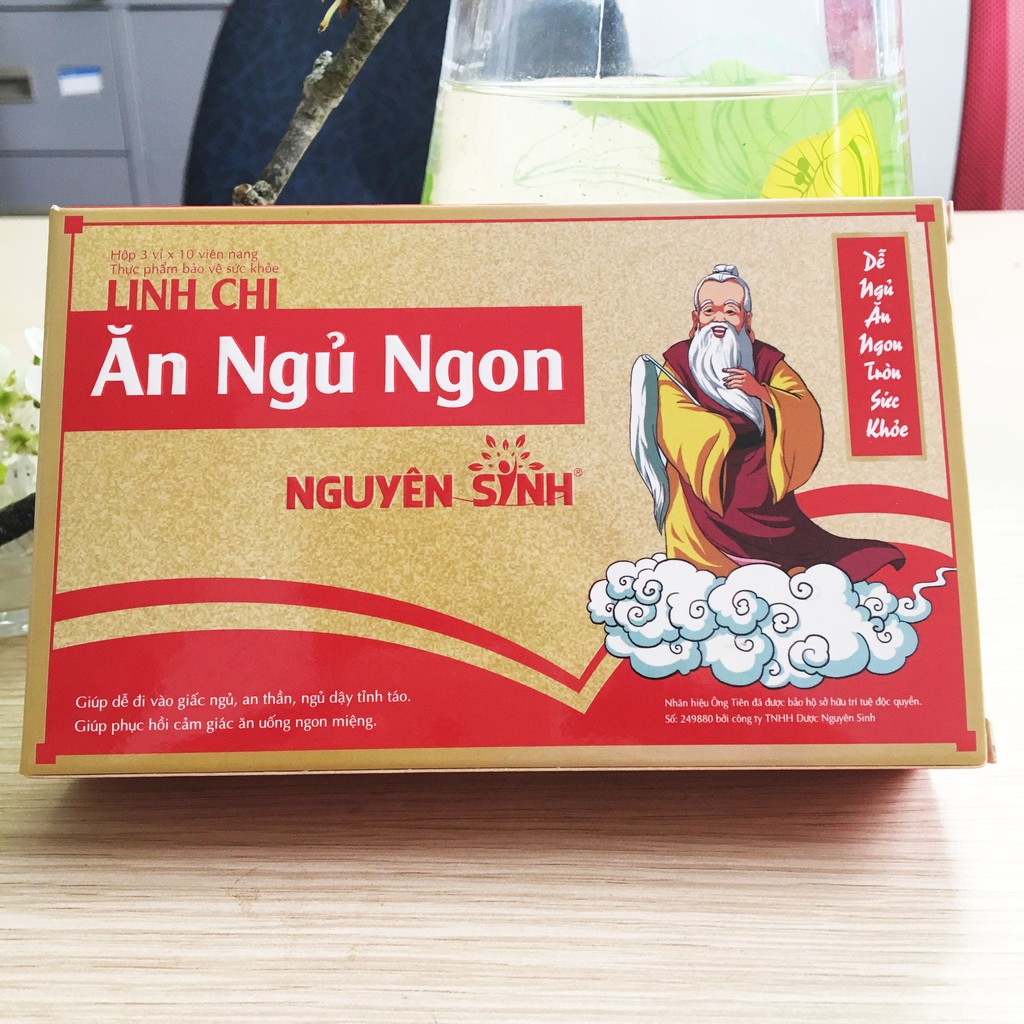 Hộp 3 vỉ x 10 viên nang
Thực phẩm bảo vệ sức khỏe
LINH CHI
Ăn Ngủ Ngon
NGUYÊN SINH®
Dễ
Ngủ
Ăn
Ngon
Tròn
Sức
Khỏe
Giúp dễ đi vào giấc ngủ, an thần, ngủ dậy tỉnh táo.
Giúp phục hồi cảm giác ăn uống ngon miệng.
Nhãn hiệu Ông Tiên đã được bảo hộ sở hữu trí tuệ độc quyền.
Số: 249880 bởi công ty TNHH Dược Nguyên Sinh